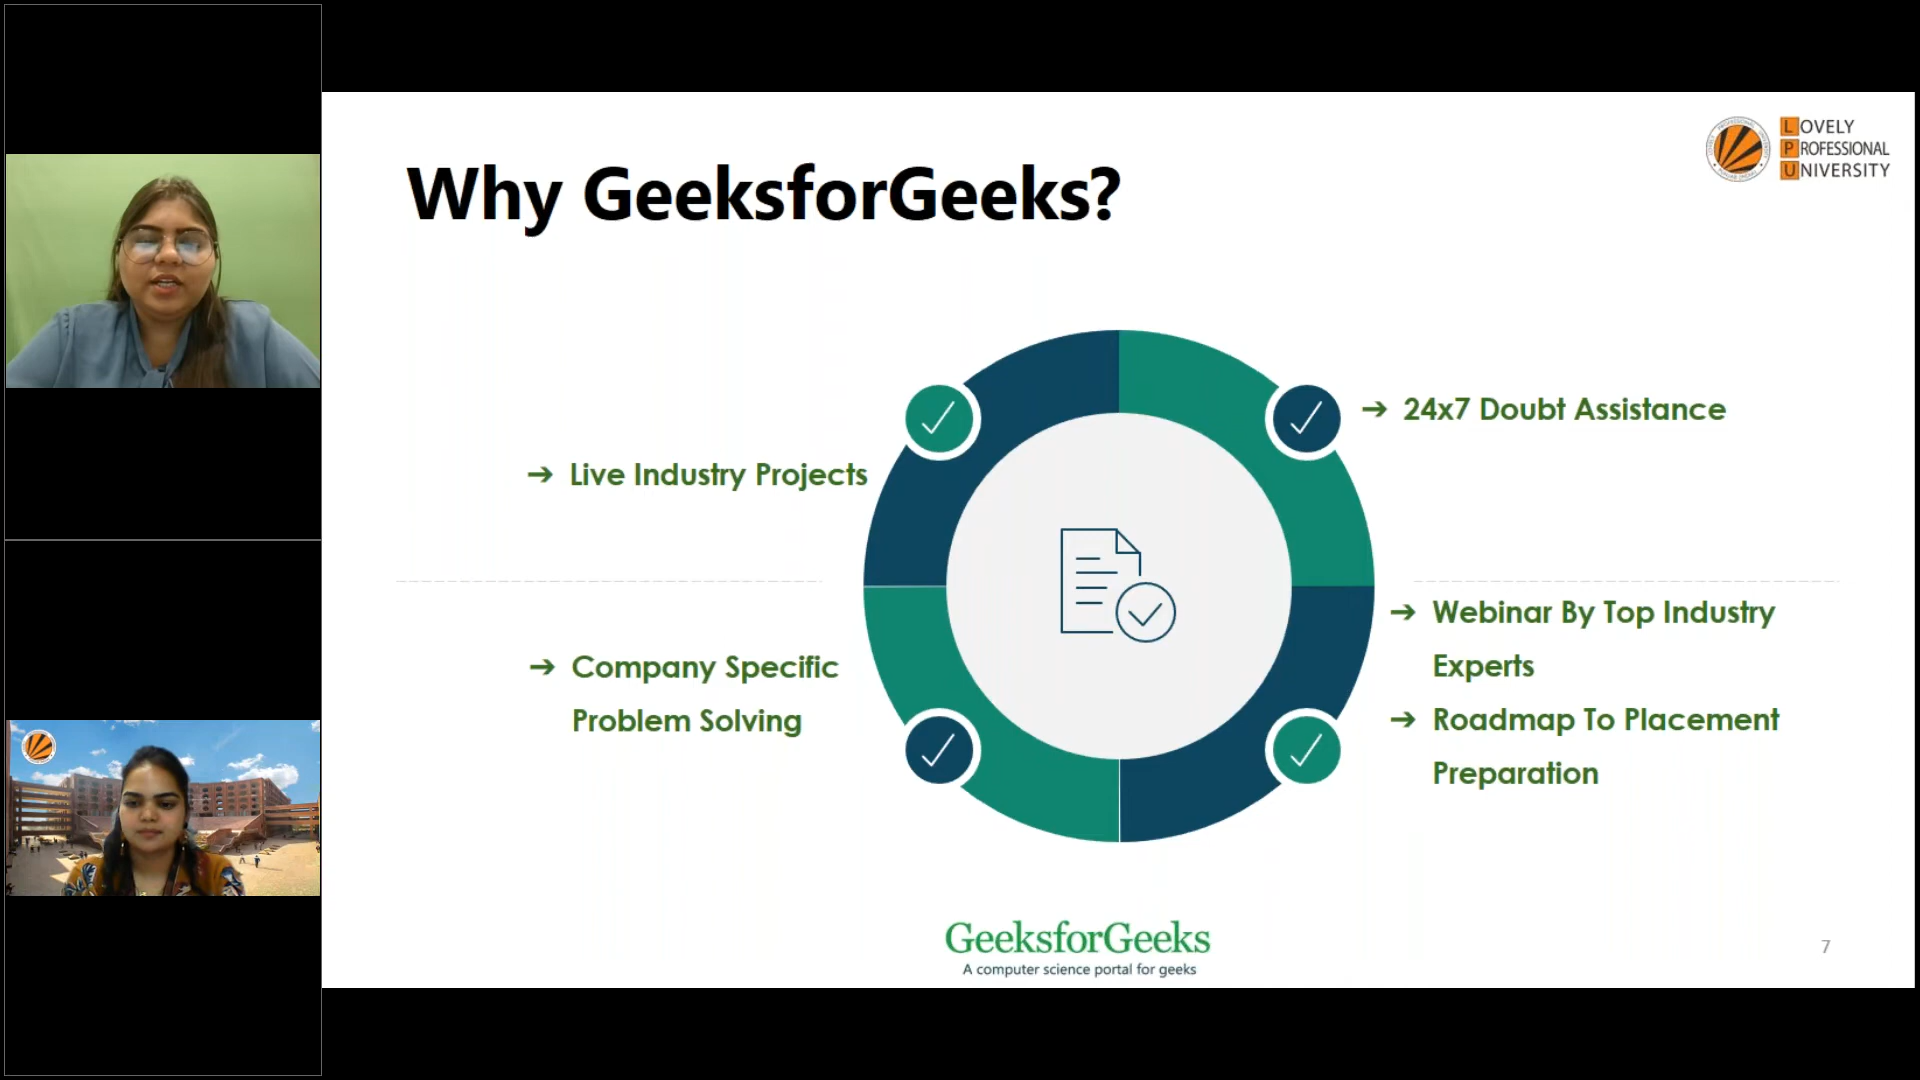 Why GeeksforGeeks?
LOVELY
PROFESSIONAL
UNIVERSITY
➔ Live Industry Projects
➔ 24x7 Doubt Assistance
➔ Company Specific
Problem Solving
➔ Webinar By Top Industry
Experts
➔ Roadmap To Placement
Preparation
GeeksforGeeks
A computer science portal for geeks
7